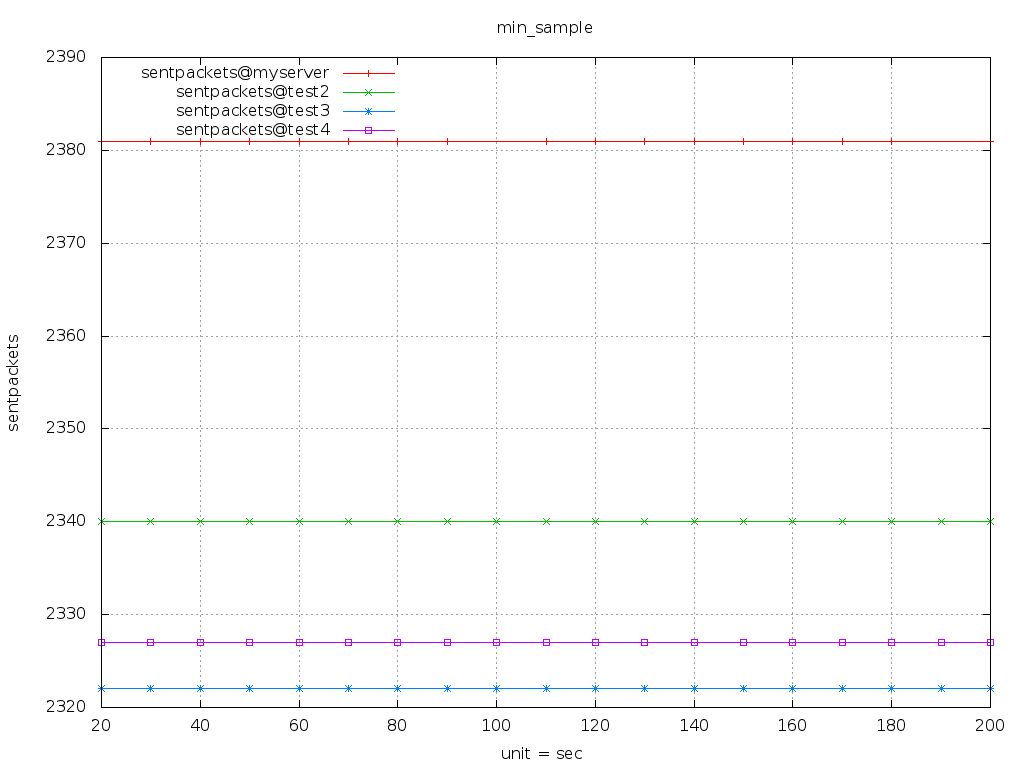 min_sample
2390
sentpackets@myserver
sentpackets@test2
sentpackets@test3
sentpackets@test4
2380
2370
2360
2350
2340
2330
2320
sentpackets
20 40 60 80 100 120 140 160 180 200
unit = sec